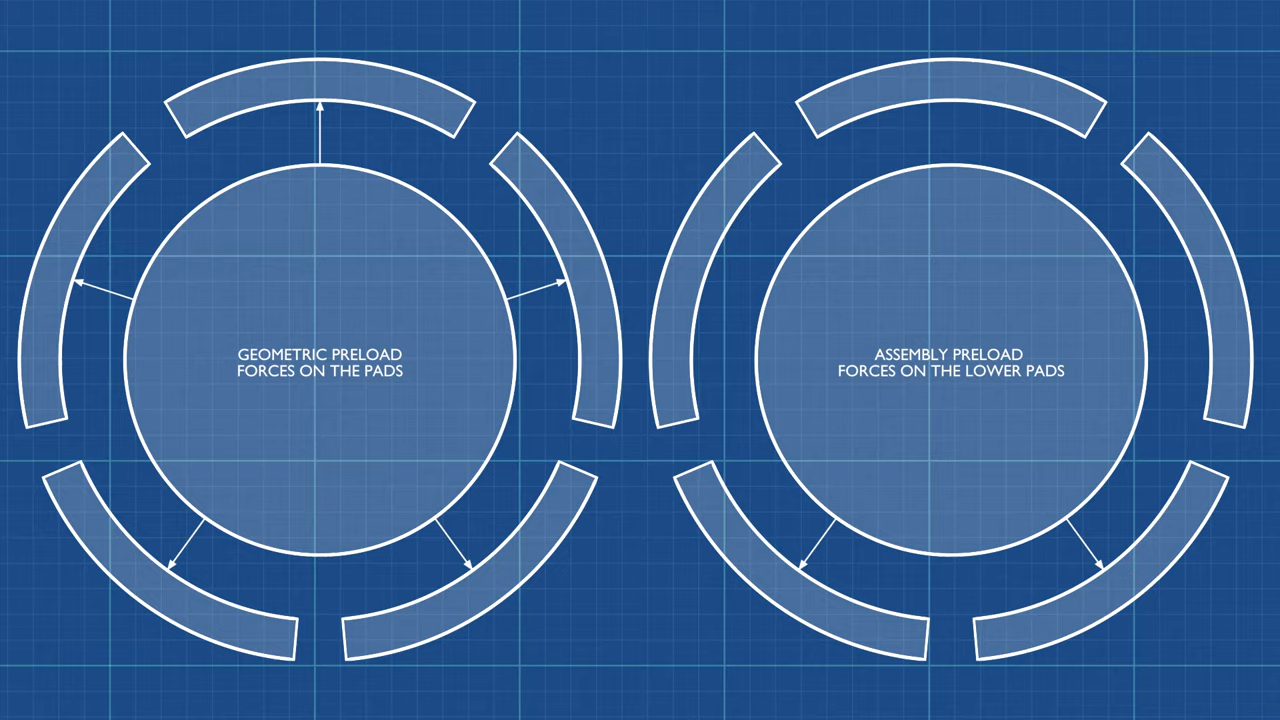 GEOMETRIC PRELOAD
FORCES ON THE PADS
ASSEMBLY PRELOAD
FORCES ON THE LOWER PADS